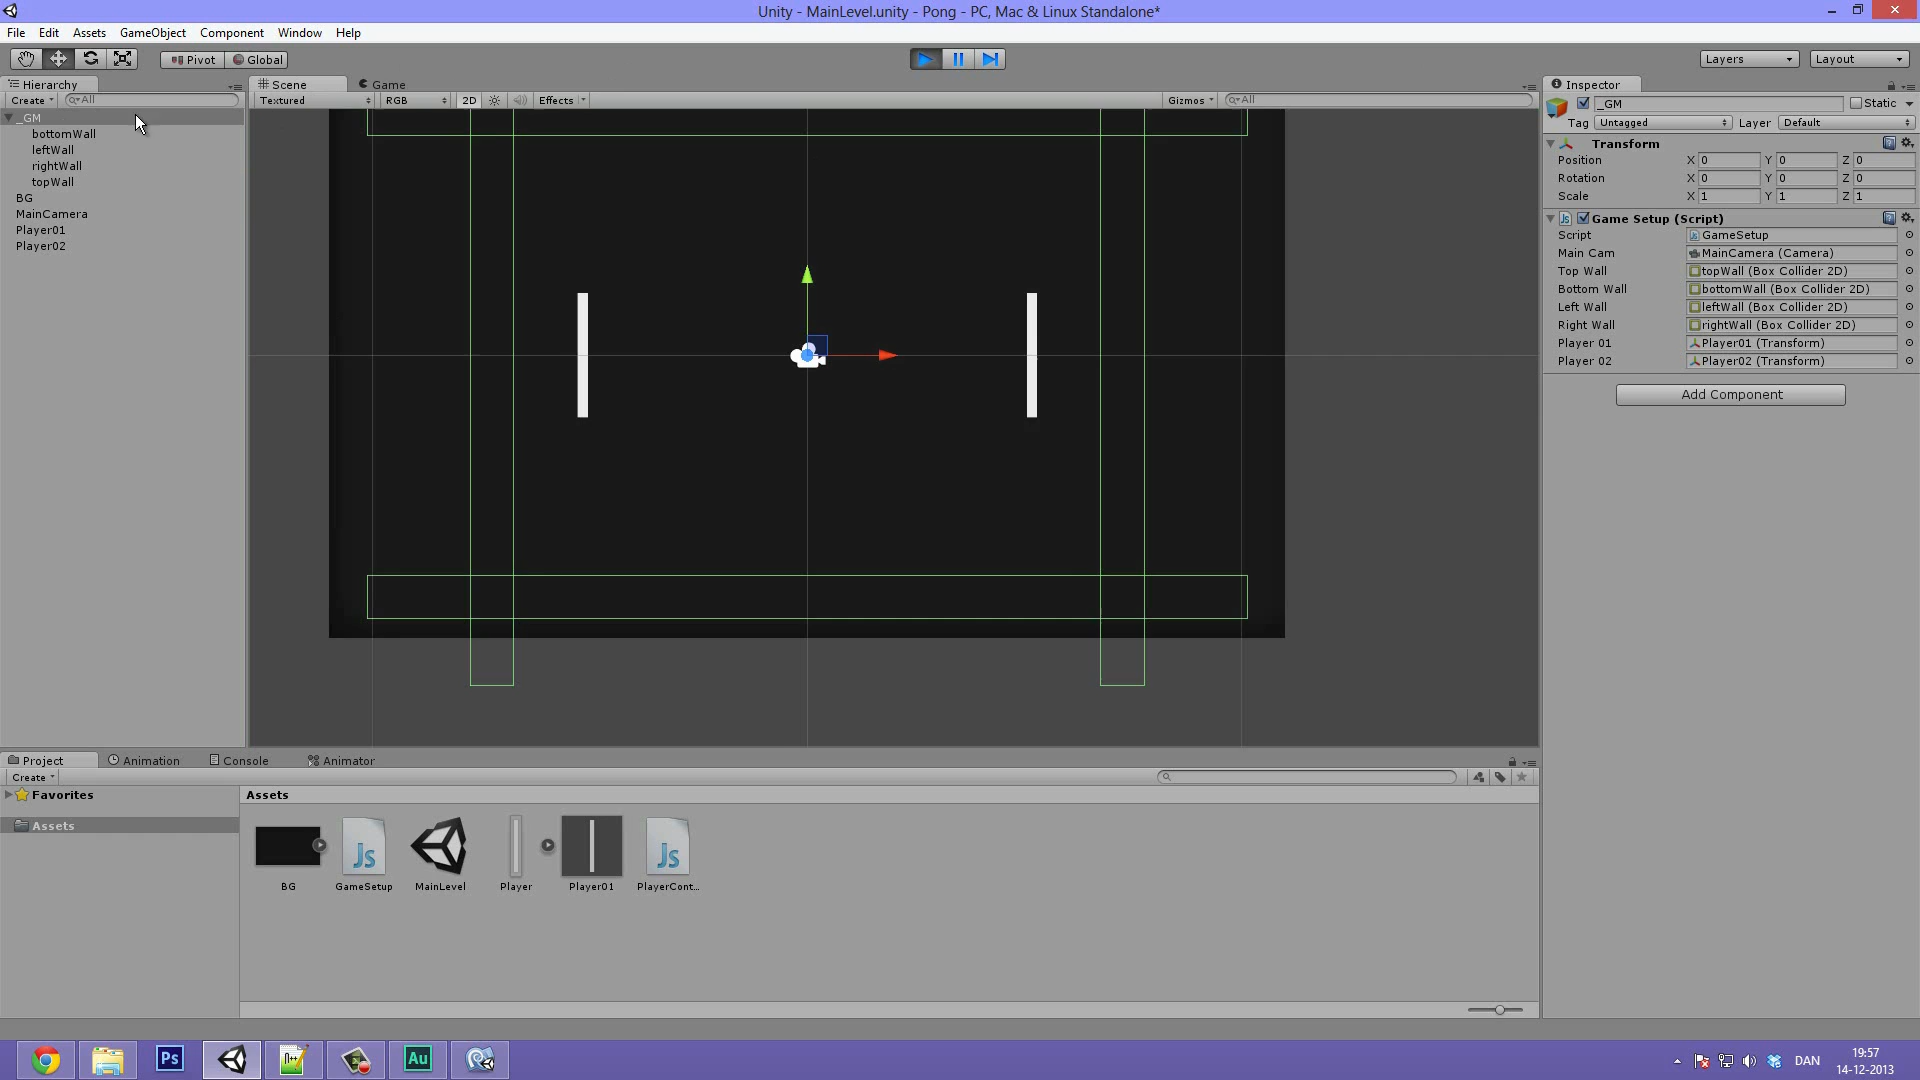 Unity - MainLevel.unity - Pong - PC, Mac & Linux Standalone*
File Edit Assets GameObject Component Window Help
Pivot Global Layers Layout
Hierarchy
Create All
_GM
bottomWall
leftWall
rightWall
topWall
BG
MainCamera
Player01
Player02
Scene Game
Textured RGB 2D Effects Gizmos All
Inspector
_GM Static
Tag Untagged Layer Default
Transform
Position X 0 Y 0 Z 0
Rotation X 0 Y 0 Z 0
Scale X 1 Y 1 Z 1
Game Setup (Script)
Script GameSetup
Main Cam MainCamera (Camera)
Top Wall topWall (Box Collider 2D)
Bottom Wall bottomWall (Box Collider 2D)
Left Wall leftWall (Box Collider 2D)
Right Wall rightWall (Box Collider 2D)
Player 01 Player01 (Transform)
Player 02 Player02 (Transform)
Add Component
Project Animation Console Animator
Create
Favorites
Assets
Assets
Js Js
BG GameSetup MainLevel Player Player01 PlayerCont...
Ps Au
DAN
19:57
14-12-2013